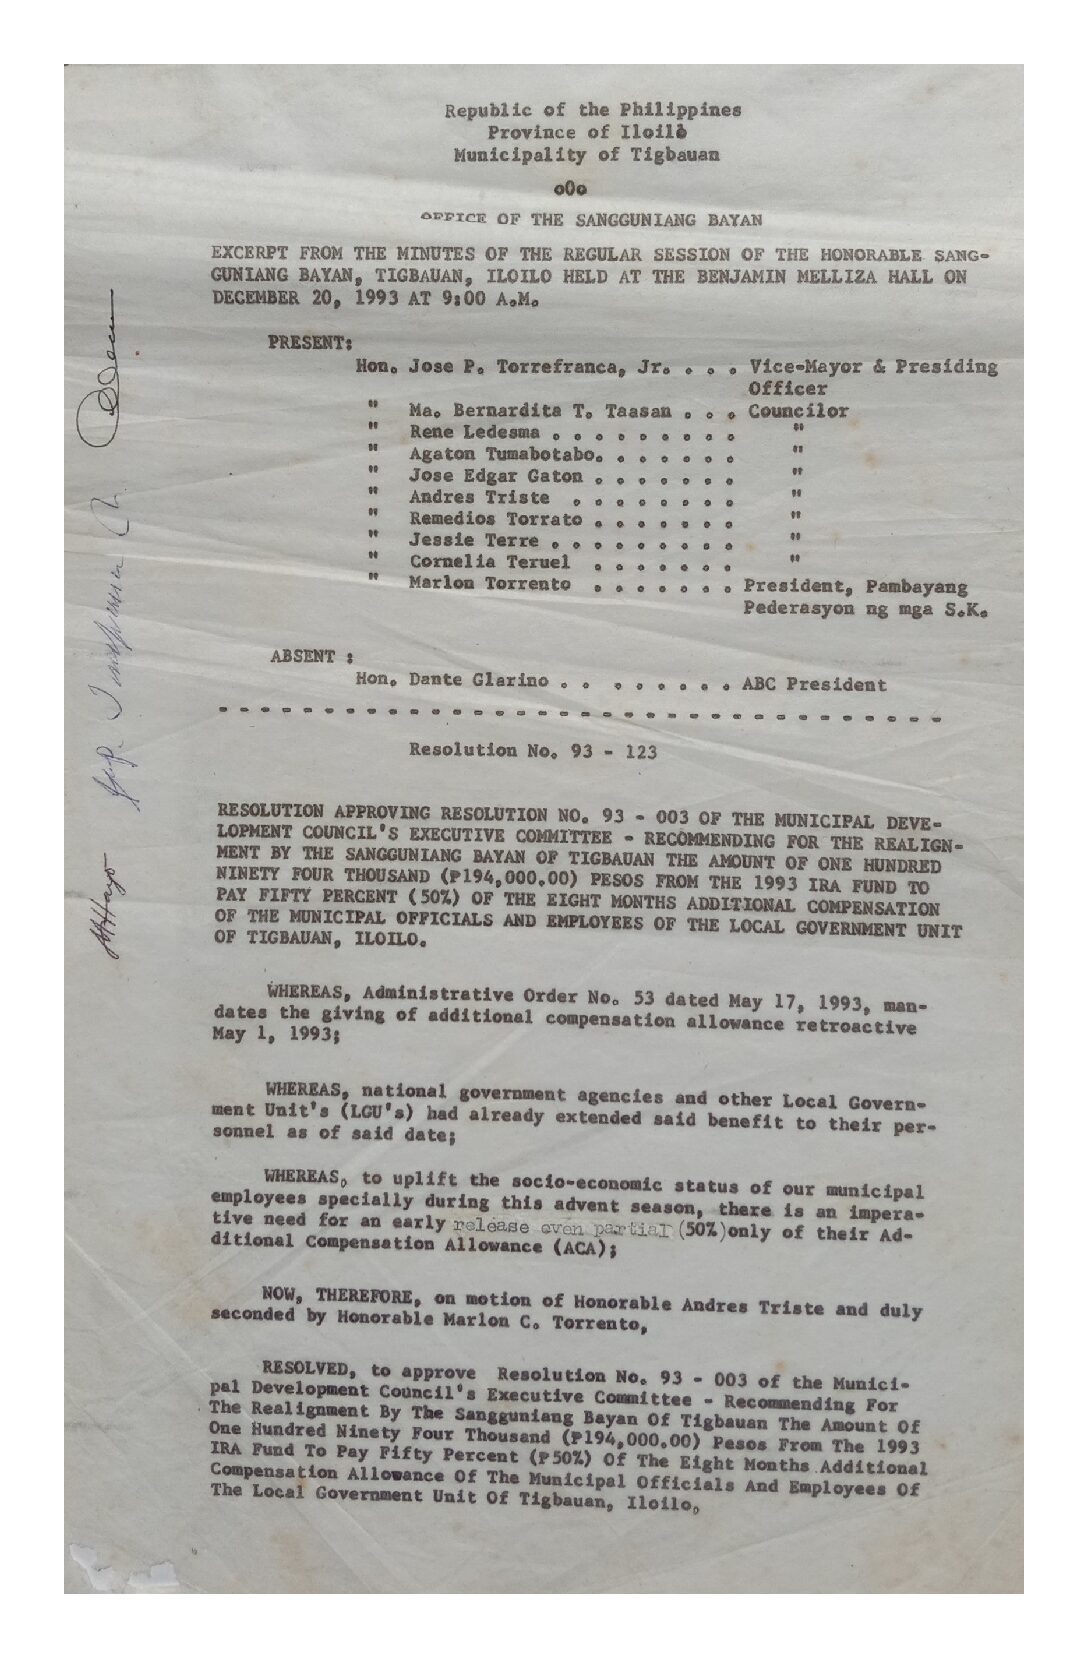 Republic of the Philippines
Province of Iloilo
Municipality of Tigbauan
oOo
OFFICE OF THE SANGGUNIANG BAYAN
EXCERPT FROM THE MINUTES OF THE REGULAR SESSION OF THE HONORABLE SANG-
GUNIANG BAYAN, TIGBAUAN, ILOILO HELD AT THE BENJAMIN MELLIZA HALL ON
DECEMBER 20, 1993 AT 9:00 A.M.
PRESENT:
Hon. Jose P. Torrefranca, Jr. . . . Vice-Mayor & Presiding
Officer
" Ma. Bernardita T. Taasan . . . Councilor
" Rene Ledesma . . . . . . . . . "
" Agaton Tumabotabo. . . . . . . "
" Jose Edgar Gaton . . . . . . . "
" Andres Triste . . . . . . . . "
" Remedios Torrato . . . . . . . "
" Jessie Terre . . . . . . . . . "
" Cornelia Teruel . . . . . . . "
" Marlon Torrento . . . . . . . President, Pambayang
Pederasyon ng mga S.K.
ABSENT :
Hon. Dante Glarino . . . . . . . . ABC President
- - - - - - - - - - - - - - - - - - - - - - - - - - - - - - - - - -
Resolution No. 93 - 123
RESOLUTION APPROVING RESOLUTION NO. 93 - 003 OF THE MUNICIPAL DEVE-
LOPMENT COUNCIL'S EXECUTIVE COMMITTEE - RECOMMENDING FOR THE REALIGN-
MENT BY THE SANGGUNIANG BAYAN OF TIGBAUAN THE AMOUNT OF ONE HUNDRED
NINETY FOUR THOUSAND (₱194,000.00) PESOS FROM THE 1993 IRA FUND TO
PAY FIFTY PERCENT (50%) OF THE EIGHT MONTHS ADDITIONAL COMPENSATION
OF THE MUNICIPAL OFFICIALS AND EMPLOYEES OF THE LOCAL GOVERNMENT UNIT
OF TIGBAUAN, ILOILO.
WHEREAS, Administrative Order No. 53 dated May 17, 1993, man-
dates the giving of additional compensation allowance retroactive
May 1, 1993;
WHEREAS, national government agencies and other Local Govern-
ment Unit's (LGU's) had already extended said benefit to their per-
sonnel as of said date;
WHEREAS, to uplift the socio-economic status of our municipal
employees specially during this advent season, there is an impera-
tive need for an early release even partial (50%) only of their Ad-
ditional Compensation Allowance (ACA);
NOW, THEREFORE, on motion of Honorable Andres Triste and duly
seconded by Honorable Marlon C. Torrento,
RESOLVED, to approve Resolution No. 93 - 003 of the Munici-
pal Development Council's Executive Committee - Recommending For
The Realignment By The Sangguniang Bayan Of Tigbauan The Amount Of
One Hundred Ninety Four Thousand (₱194,000.00) Pesos From The 1993
IRA Fund To Pay Fifty Percent (₱50%) Of The Eight Months Additional
Compensation Allowance Of The Municipal Officials And Employees Of
The Local Government Unit Of Tigbauan, Iloilo.